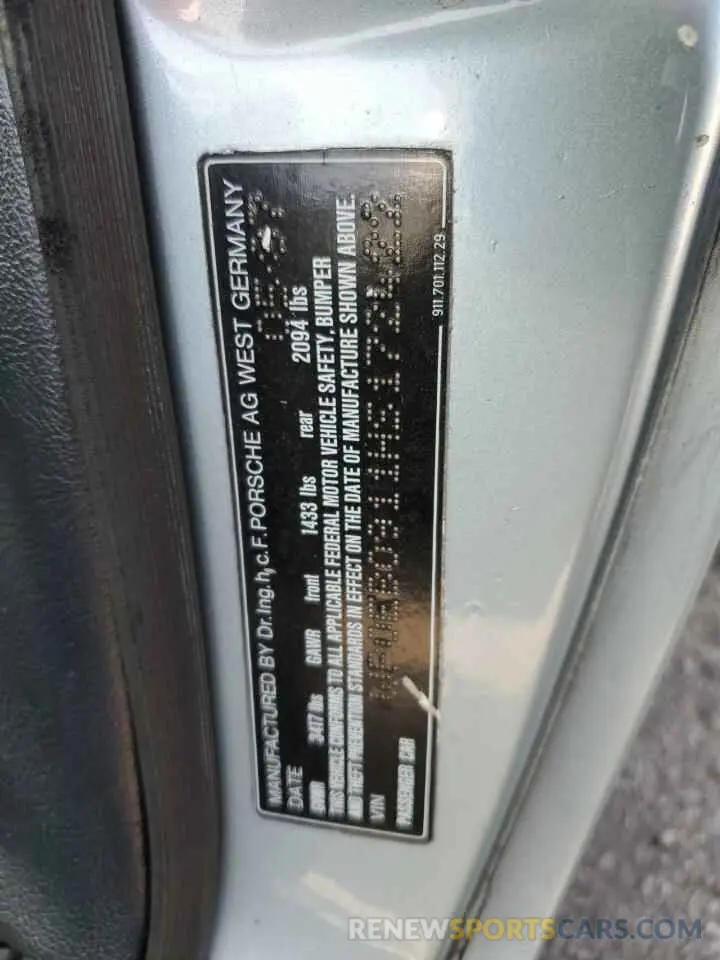 MANUFACTURED BY Dr. Ing. h. c. F. PORSCHE AG WEST GERMANY
DATE
GVWR 3417 lbs GAWR front 1433 lbs rear 2094 lbs
THIS VEHICLE CONFORMS TO ALL APPLICABLE FEDERAL MOTOR VEHICLE SAFETY, BUMPER
AND THEFT PREVENTION STANDARDS IN EFFECT ON THE DATE OF MANUFACTURE SHOWN ABOVE.
VIN
PASSENGER CAR 911.701.112.29
RENEWSPORTSCARS.COM